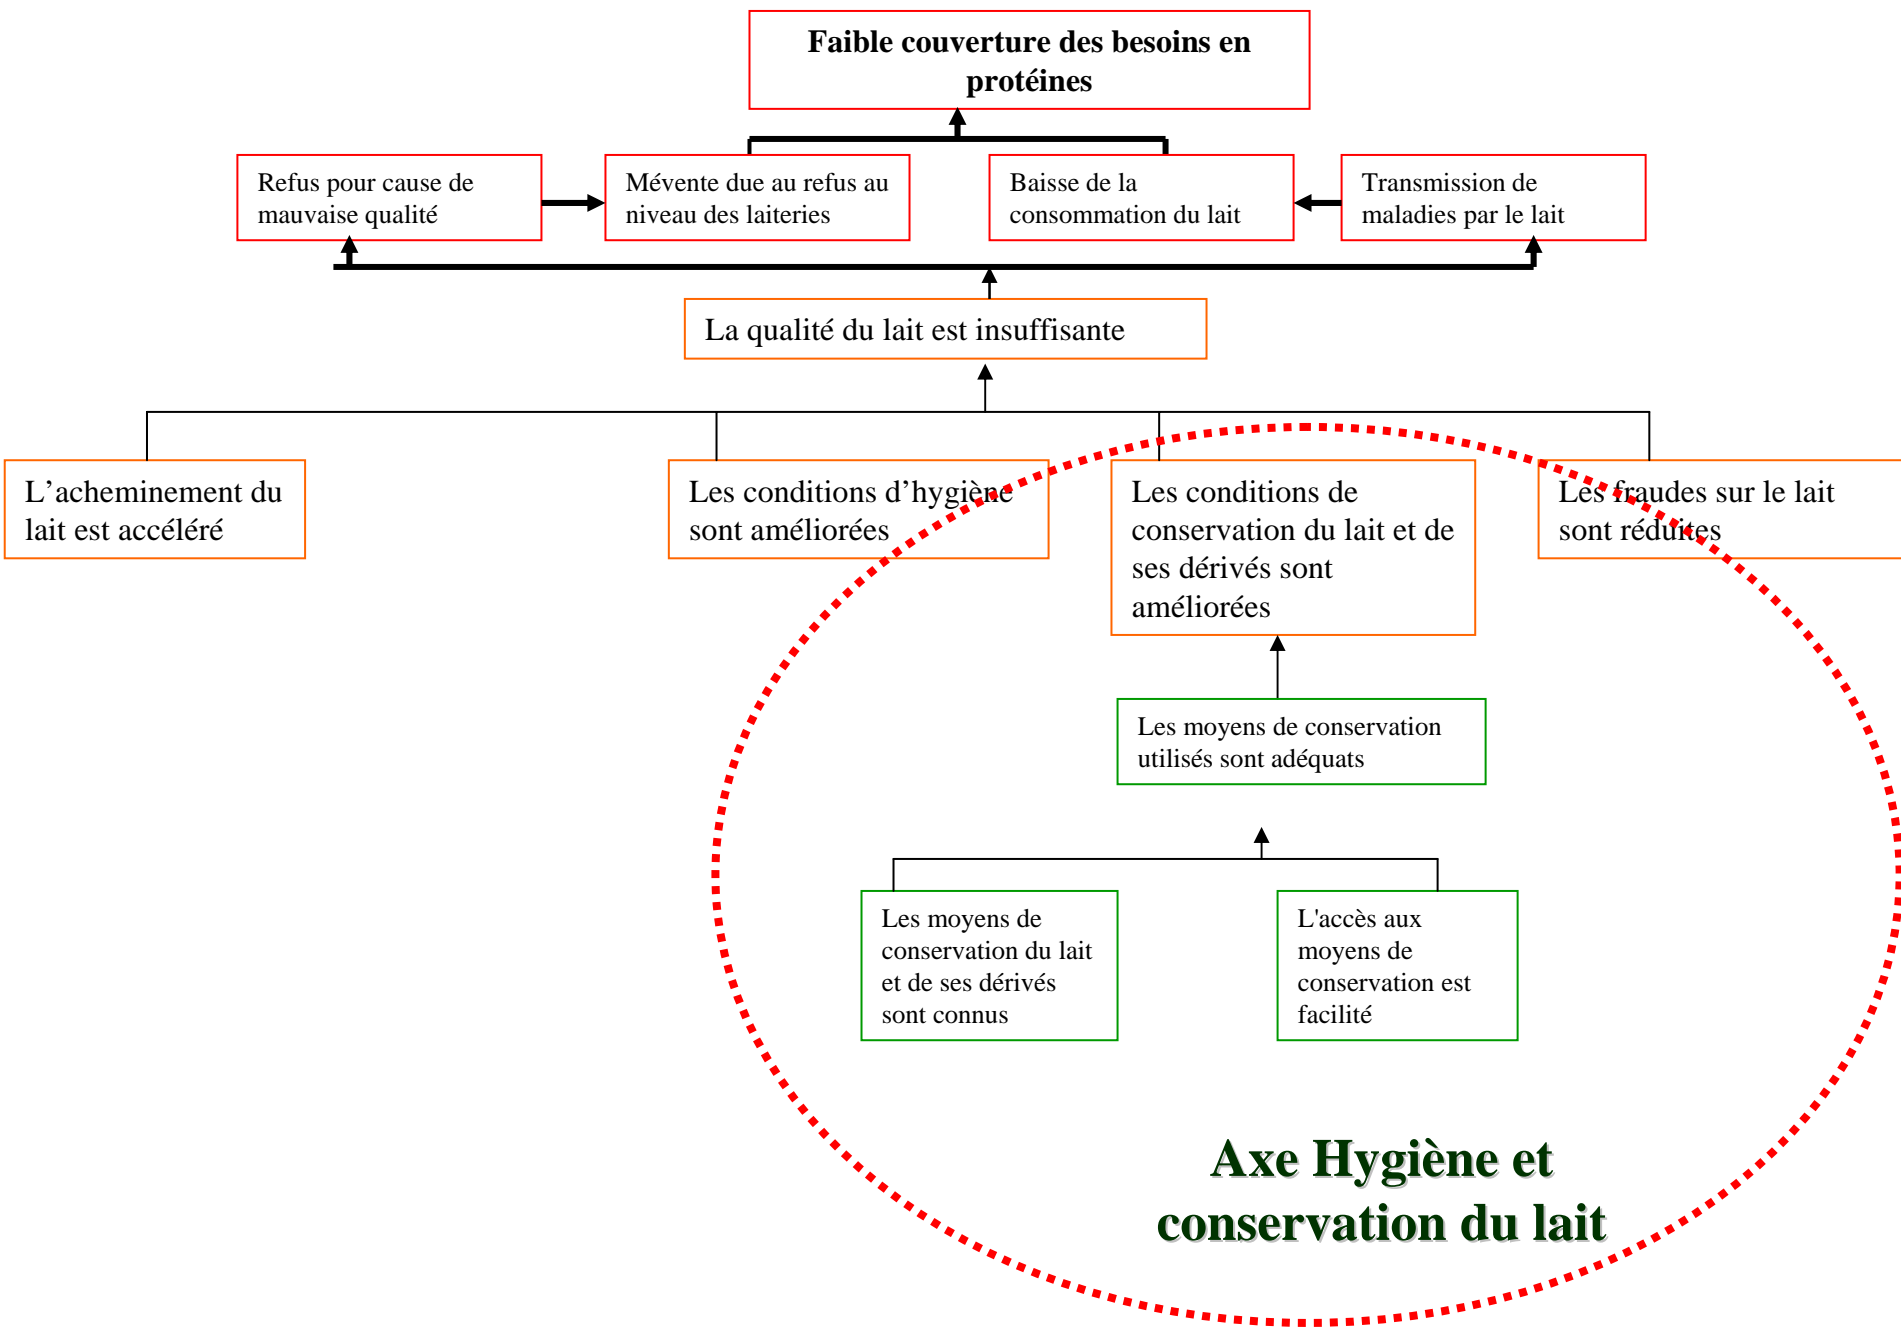 Faible couverture des besoins en
protéines
Refus pour cause de
mauvaise qualité
Mévente due au refus au
niveau des laiteries
Baisse de la
consommation du lait
Transmission de
maladies par le lait
La qualité du lait est insuffisante
L’acheminement du
lait est accéléré
Les conditions d’hygiène
sont améliorées
Les conditions de
conservation du lait et de
ses dérivés sont
améliorées
Les fraudes sur le lait
sont réduites
Les moyens de conservation
utilisés sont adéquats
Les moyens de
conservation du lait
et de ses dérivés
sont connus
L'accès aux
moyens de
conservation est
facilité
Axe Hygiène et
conservation du lait